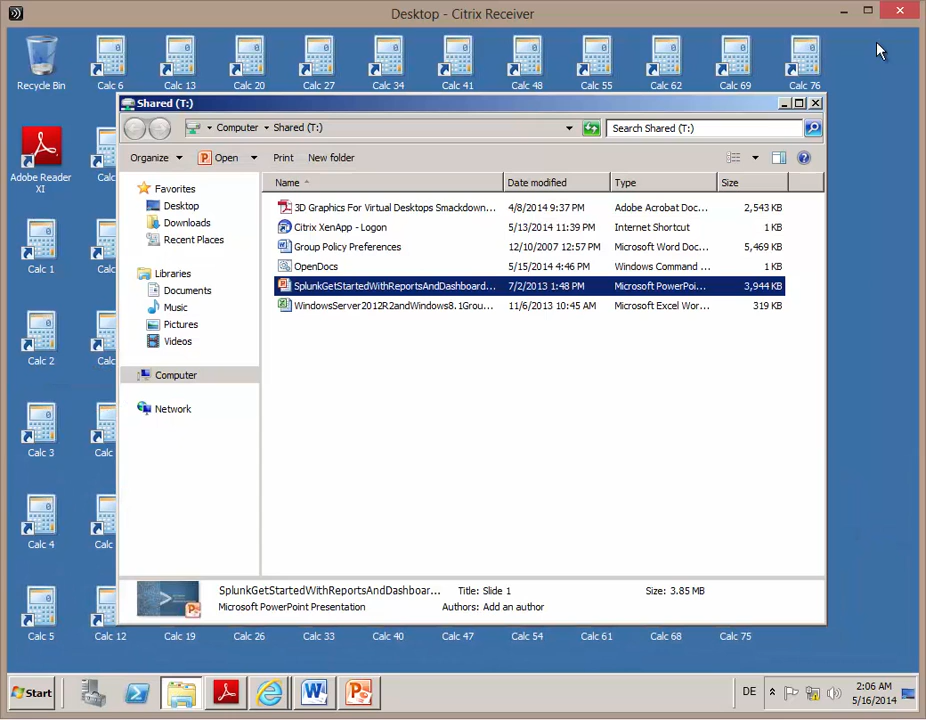 Desktop - Citrix Receiver
Recycle Bin
Calc 6
Calc 13
Calc 20
Calc 27
Calc 34
Calc 41
Calc 48
Calc 55
Calc 62
Calc 69
Calc 76
Shared (T:)
Computer Shared (T:)
Search Shared (T:)
Organize Open Print New folder
Name Date modified Type Size
3D Graphics For Virtual Desktops Smackdown... 4/8/2014 9:37 PM Adobe Acrobat Doc... 2,543 KB
Citrix XenApp - Logon 5/13/2014 11:39 PM Internet Shortcut 1 KB
Group Policy Preferences 12/10/2007 12:57 PM Microsoft Word Doc... 5,469 KB
OpenDocs 5/15/2014 4:46 PM Windows Command ... 1 KB
SplunkGetStartedWithReportsAndDashboard... 7/2/2013 1:48 PM Microsoft PowerPoi... 3,944 KB
WindowsServer2012R2andWindows8.1Grou... 11/6/2013 10:45 AM Microsoft Excel Wor... 319 KB
Favorites
Desktop
Downloads
Recent Places
Libraries
Documents
Music
Pictures
Videos
Computer
Network
Adobe Reader
XI
Calc
Calc 1
Calc 2
Calc
Calc 3
Calc
Calc 4
Calc
SplunkGetStartedWithReportsAndDashboar... Title: Slide 1 Size: 3.85 MB
Microsoft PowerPoint Presentation Authors: Add an author
Calc 5
Calc 12
Calc 19
Calc 26
Calc 33
Calc 40
Calc 47
Calc 54
Calc 61
Calc 68
Calc 75
Start
DE
2:06 AM
5/16/2014